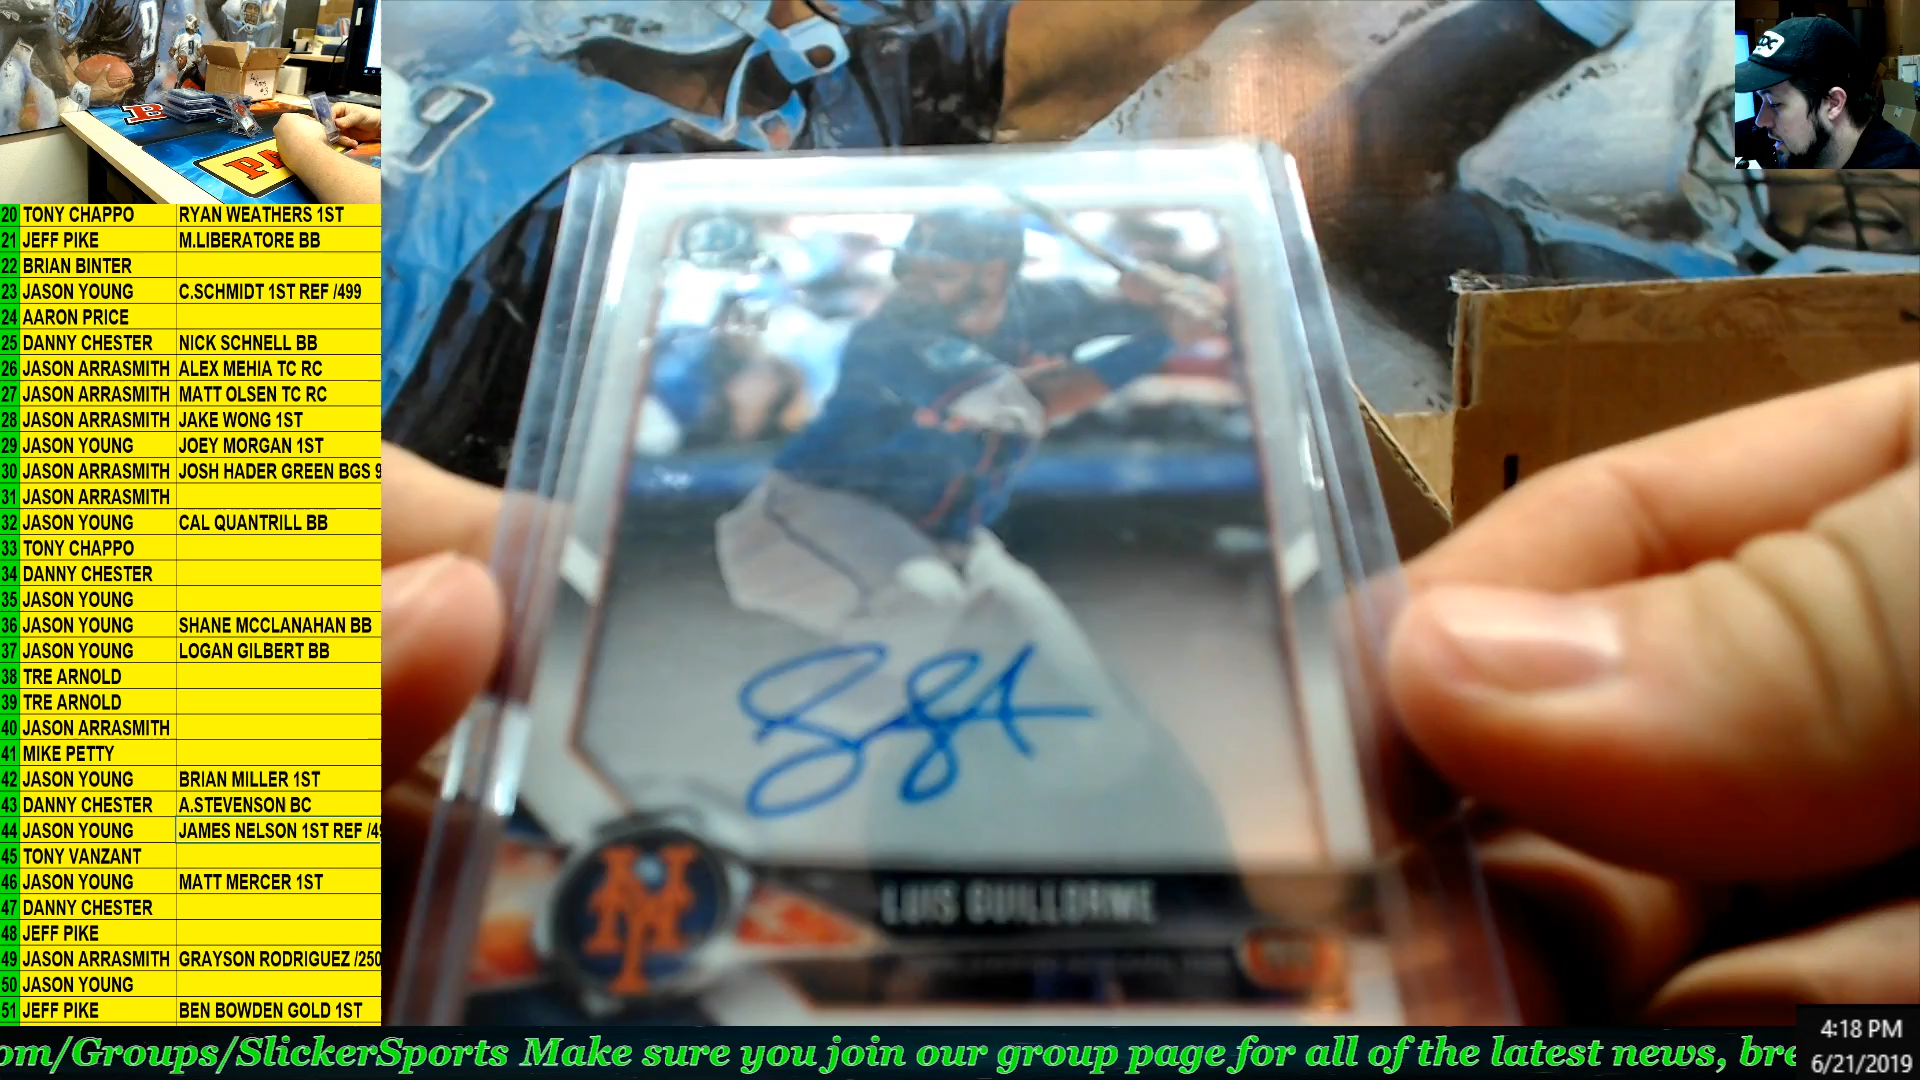 20 TONY CHAPPO RYAN WEATHERS 1ST
21 JEFF PIKE M.LIBERATORE BB
22 BRIAN BINTER
23 JASON YOUNG C.SCHMIDT 1ST REF /499
24 AARON PRICE
25 DANNY CHESTER NICK SCHNELL BB
26 JASON ARRASMITH ALEX MEHIA TC RC
27 JASON ARRASMITH MATT OLSEN TC RC
28 JASON ARRASMITH JAKE WONG 1ST
29 JASON YOUNG JOEY MORGAN 1ST
30 JASON ARRASMITH JOSH HADER GREEN BGS 9
31 JASON ARRASMITH
32 JASON YOUNG CAL QUANTRILL BB
33 TONY CHAPPO
34 DANNY CHESTER
35 JASON YOUNG
36 JASON YOUNG SHANE MCCLANAHAN BB
37 JASON YOUNG LOGAN GILBERT BB
38 TRE ARNOLD
39 TRE ARNOLD
40 JASON ARRASMITH
41 MIKE PETTY
42 JASON YOUNG BRIAN MILLER 1ST
43 DANNY CHESTER A.STEVENSON BC
44 JASON YOUNG JAMES NELSON 1ST REF /49
45 TONY VANZANT
46 JASON YOUNG MATT MERCER 1ST
47 DANNY CHESTER
48 JEFF PIKE
49 JASON ARRASMITH GRAYSON RODRIGUEZ /250
50 JASON YOUNG
51 JEFF PIKE BEN BOWDEN GOLD 1ST
LUIS GUILLORME
om/Groups/SlickerSports Make sure you join our group page for all of the latest news, bre
4:18 PM
6/21/2019